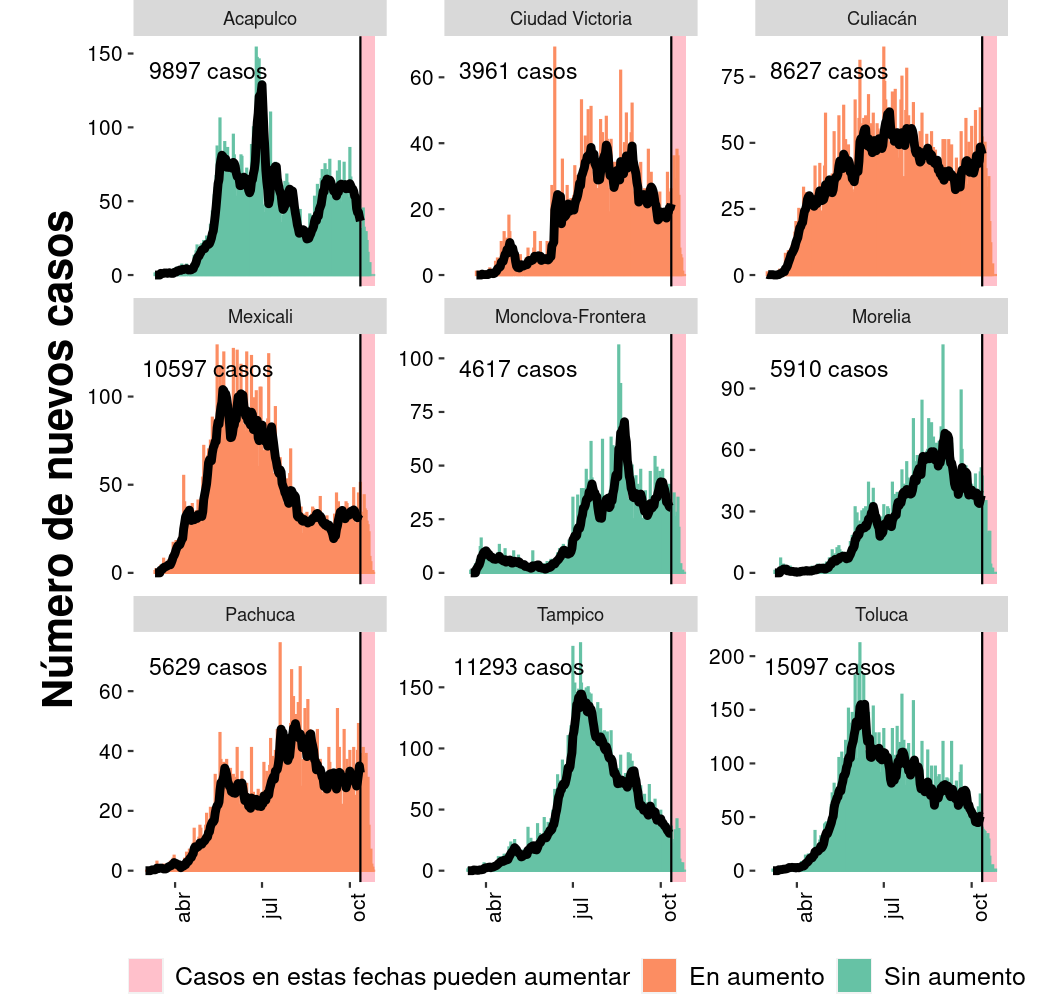 Número de nuevos casos
Acapulco
Ciudad Victoria
Culiacán
9897 casos
3961 casos
8627 casos
150
100
50
0
60
40
20
0
75
50
25
0
Mexicali
Monclova-Frontera
Morelia
10597 casos
4617 casos
5910 casos
100
50
0
100
75
50
25
0
90
60
30
0
Pachuca
Tampico
Toluca
5629 casos
11293 casos
15097 casos
60
40
20
0
150
100
50
0
200
150
100
50
0
abr jul oct
abr jul oct
abr jul oct
Casos en estas fechas pueden aumentar En aumento Sin aumento